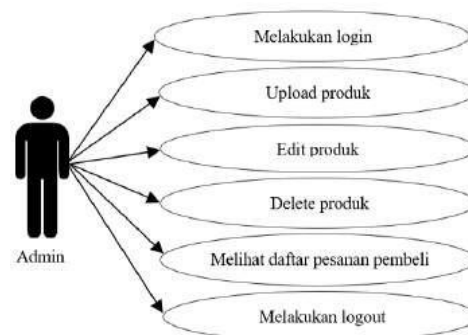 Melakukan login
Upload produk
Edit produk
Delete produk
Admin
Melihat daftar pesanan pembeli
Melakukan logout